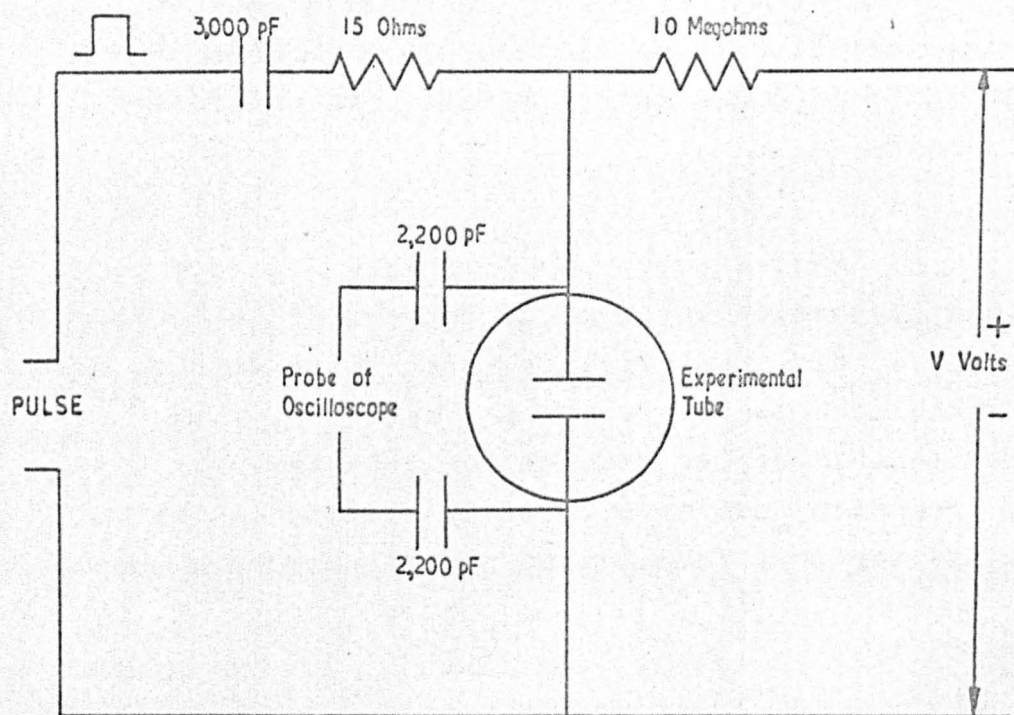 3,000 pF
15 Ohms
10 Megohms
2,200 pF
Probe of
Oscilloscope
Experimental
Tube
PULSE
+
V Volts
-
2,200 pF